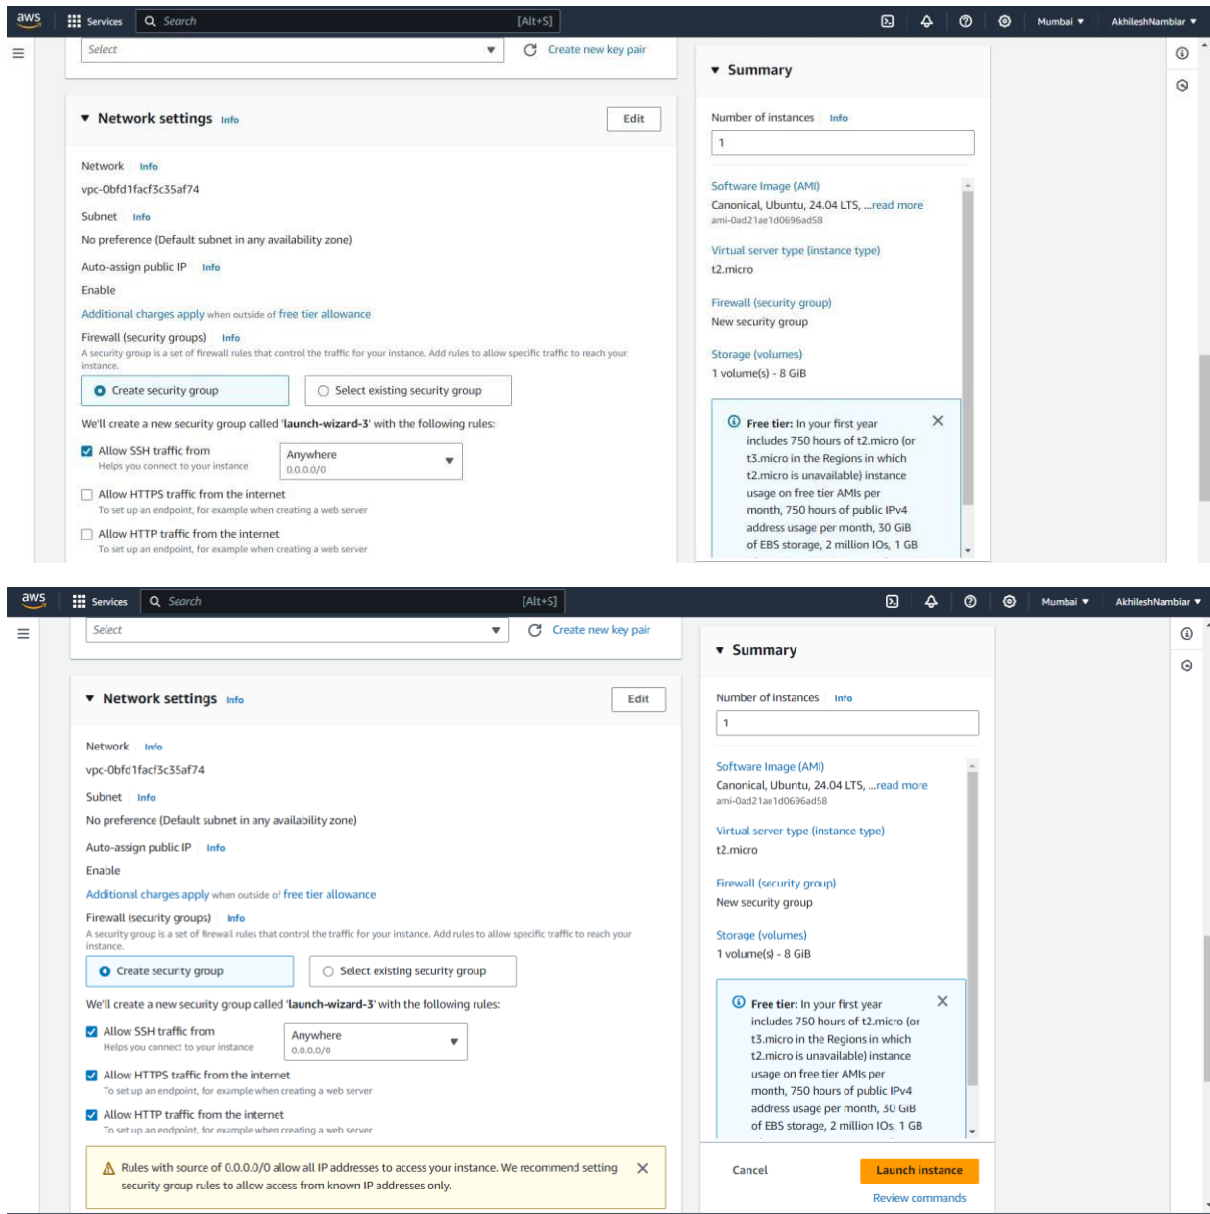 aws
Services
Search
[Alt+S]
Mumbai ▼
AkhileshNambiar ▼
Select
Create new key pair
▼ Network settings Info
Edit
Network Info
vpc-0bfd1facf3c35af74
Subnet Info
No preference (Default subnet in any availability zone)
Auto-assign public IP Info
Enable
Additional charges apply when outside of free tier allowance
Firewall (security groups) Info
A security group is a set of firewall rules that control the traffic for your instance. Add rules to allow specific traffic to reach your
instance.
Create security group
Select existing security group
We'll create a new security group called 'launch-wizard-3' with the following rules:
Allow SSH traffic from
Helps you connect to your instance
Anywhere
0.0.0.0/0
Allow HTTPS traffic from the internet
To set up an endpoint, for example when creating a web server
Allow HTTP traffic from the internet
To set up an endpoint, for example when creating a web server
▼ Summary
Number of instances Info
1
Software Image (AMI)
Canonical, Ubuntu, 24.04 LTS, ...read more
ami-0ad21ae1d0696ad58
Virtual server type (instance type)
t2.micro
Firewall (security group)
New security group
Storage (volumes)
1 volume(s) - 8 GiB
Free tier: In your first year
includes 750 hours of t2.micro (or
t3.micro in the Regions in which
t2.micro is unavailable) instance
usage on free tier AMIs per
month, 750 hours of public IPv4
address usage per month, 30 GiB
of EBS storage, 2 million IOs, 1 GB
aws
Services
Search
[Alt+S]
Mumbai ▼
AkhileshNambiar ▼
Select
Create new key pair
▼ Network settings Info
Edit
Network Info
vpc-0bfd1facf3c35af74
Subnet Info
No preference (Default subnet in any availability zone)
Auto-assign public IP Info
Enable
Additional charges apply when outside of free tier allowance
Firewall (security groups) Info
A security group is a set of firewall rules that control the traffic for your instance. Add rules to allow specific traffic to reach your
instance.
Create security group
Select existing security group
We'll create a new security group called 'launch-wizard-3' with the following rules:
Allow SSH traffic from
Helps you connect to your instance
Anywhere
0.0.0.0/0
Allow HTTPS traffic from the internet
To set up an endpoint, for example when creating a web server
Allow HTTP traffic from the internet
To set up an endpoint, for example when creating a web server
Rules with source of 0.0.0.0/0 allow all IP addresses to access your instance. We recommend setting
security group rules to allow access from known IP addresses only.
▼ Summary
Number of instances Info
1
Software Image (AMI)
Canonical, Ubuntu, 24.04 LTS, ...read more
ami-0ad21ae1d0696ad58
Virtual server type (instance type)
t2.micro
Firewall (security group)
New security group
Storage (volumes)
1 volume(s) - 8 GiB
Free tier: In your first year
includes 750 hours of t2.micro (or
t3.micro in the Regions in which
t2.micro is unavailable) instance
usage on free tier AMIs per
month, 750 hours of public IPv4
address usage per month, 30 GiB
of EBS storage, 2 million IOs, 1 GB
Cancel
Launch instance
Review commands